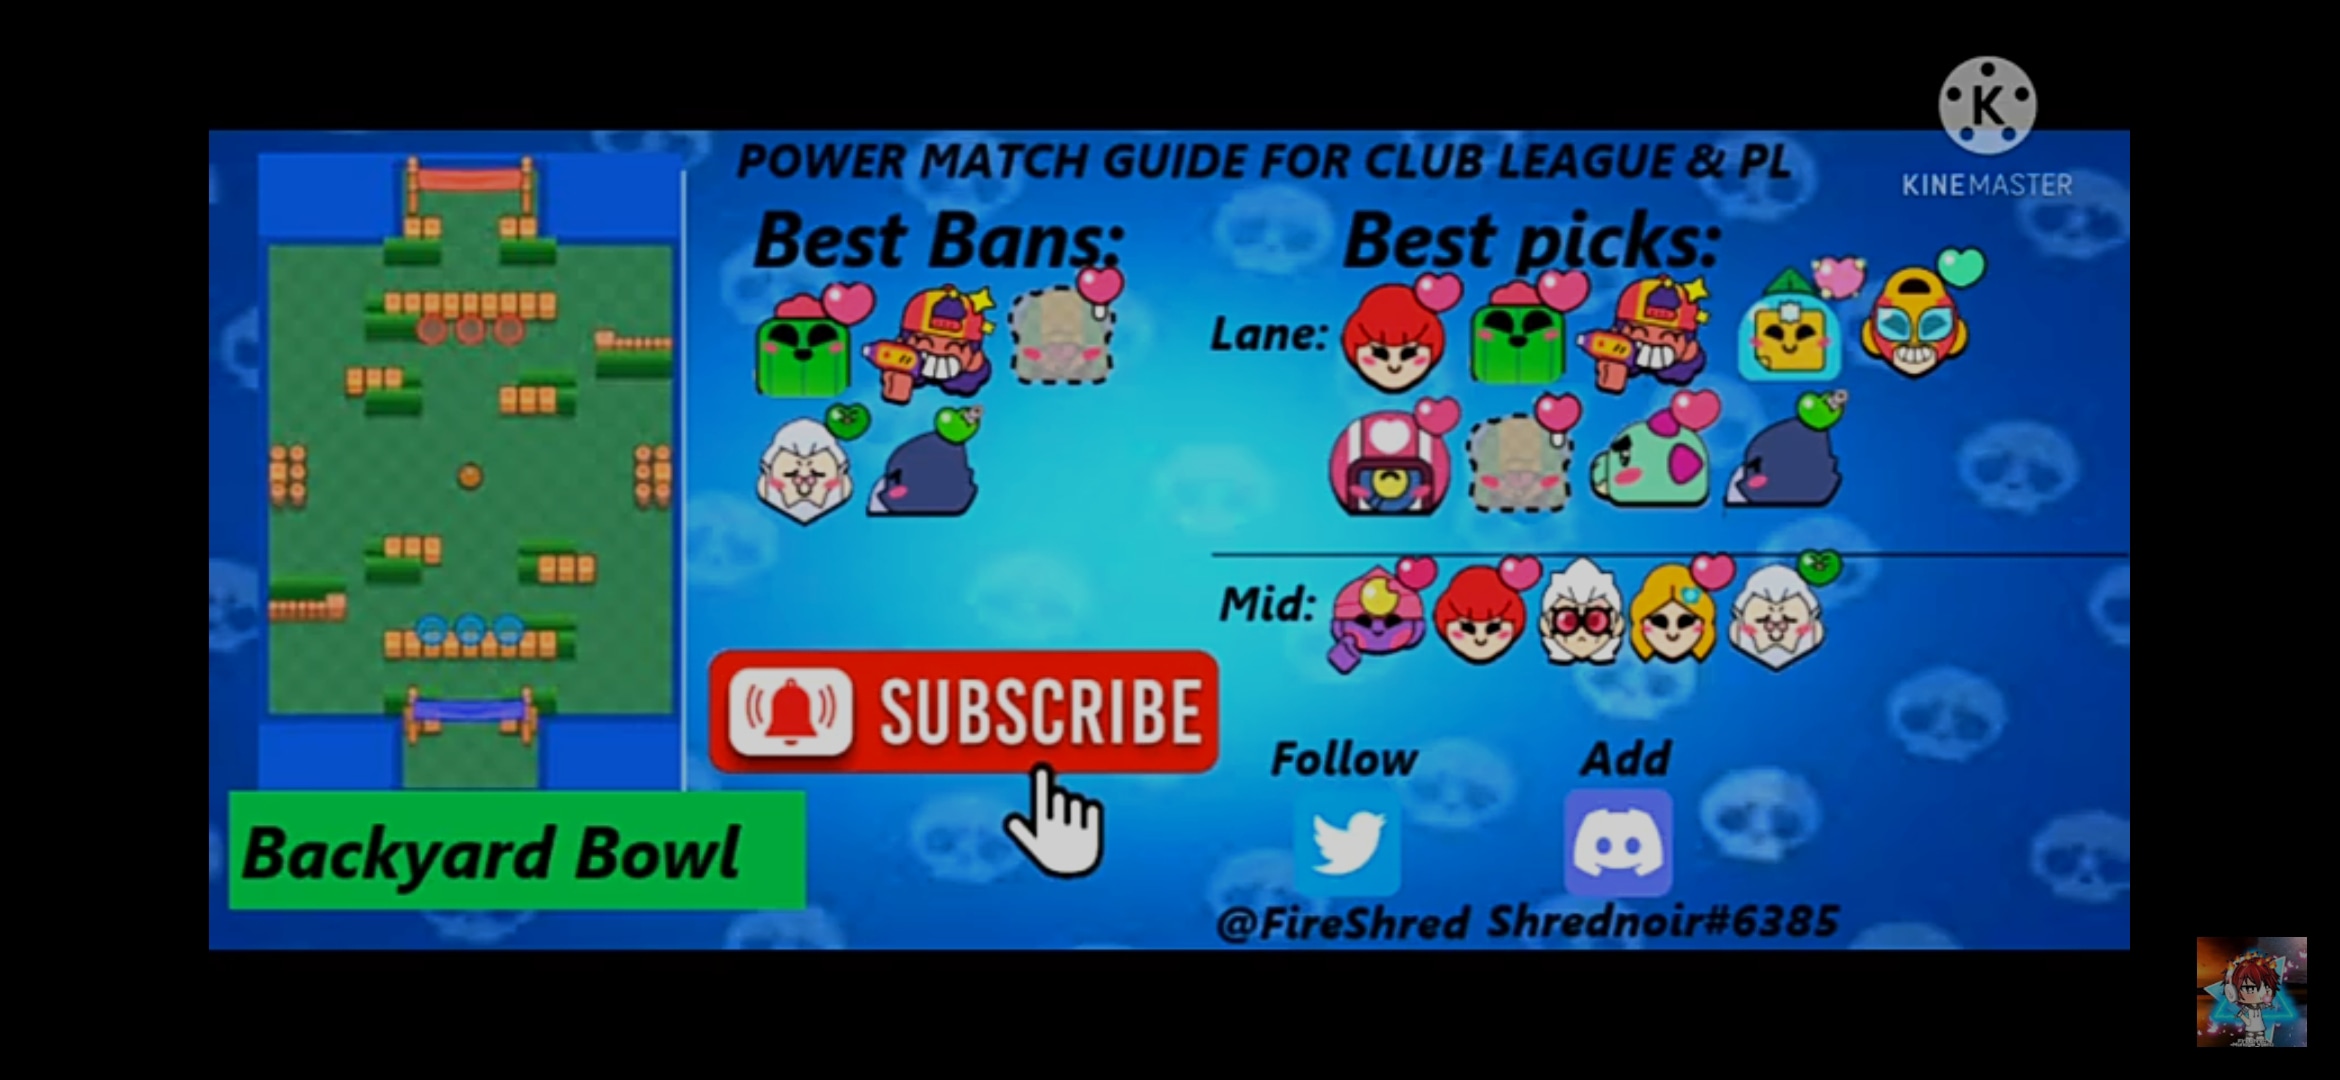 K
KINEMASTER
POWER MATCH GUIDE FOR CLUB LEAGUE & PL
Best Bans:
Best picks:
Lane:
Mid:
SUBSCRIBE
Follow
Add
Backyard Bowl
@FireShred
Shrednoir#6385